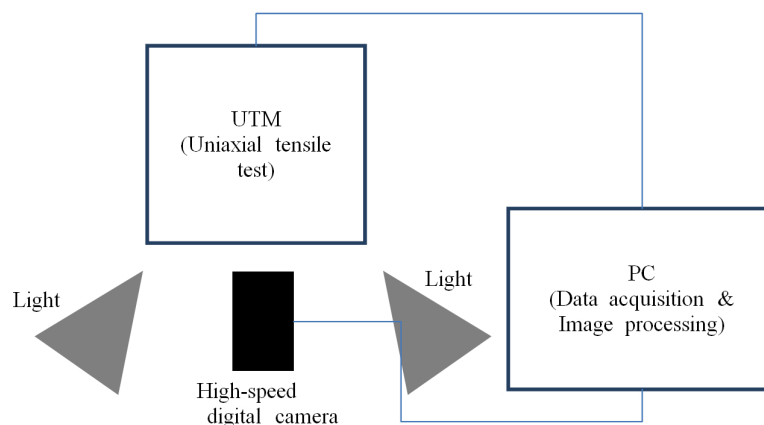 UTM
(Uniaxial tensile
test)
Light
Light
PC
(Data acquisition &
Image processing)
High-speed
digital camera